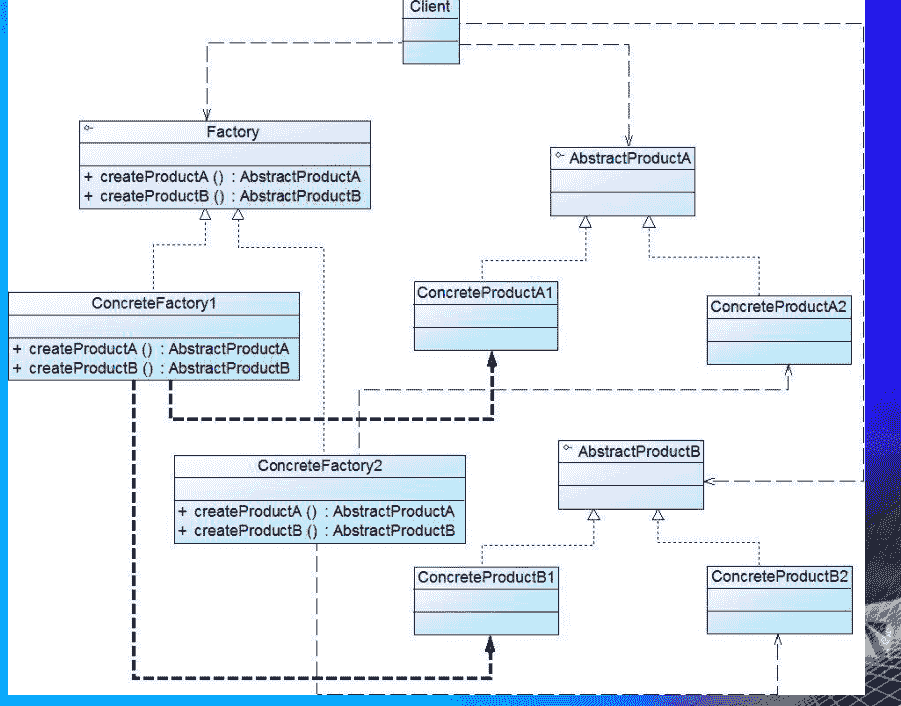 Client
Factory
+ createProductA () : AbstractProductA
+ createProductB () : AbstractProductB
AbstractProductA
ConcreteProductA1
ConcreteFactory1
+ createProductA () : AbstractProductA
+ createProductB () : AbstractProductB
ConcreteProductA2
AbstractProductB
ConcreteFactory2
+ createProductA () : AbstractProductA
+ createProductB () : AbstractProductB
ConcreteProductB1
ConcreteProductB2